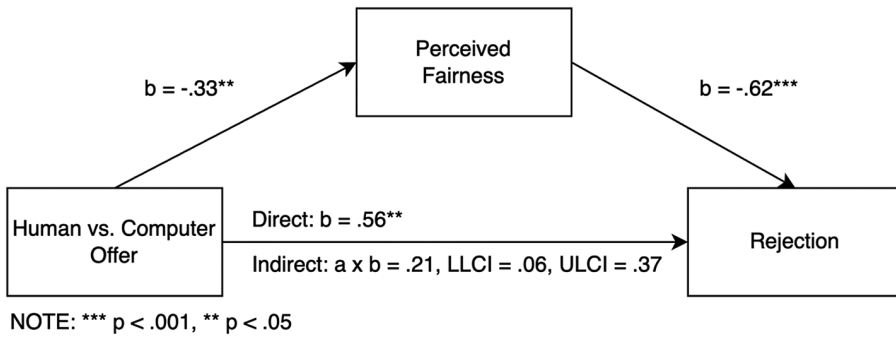 Perceived
Fairness
b = -.33**
b = -.62***
Human vs. Computer
Offer
Direct: b = .56**
Indirect: a x b = .21, LLCI = .06, ULCI = .37
Rejection
NOTE: *** p < .001, ** p < .05